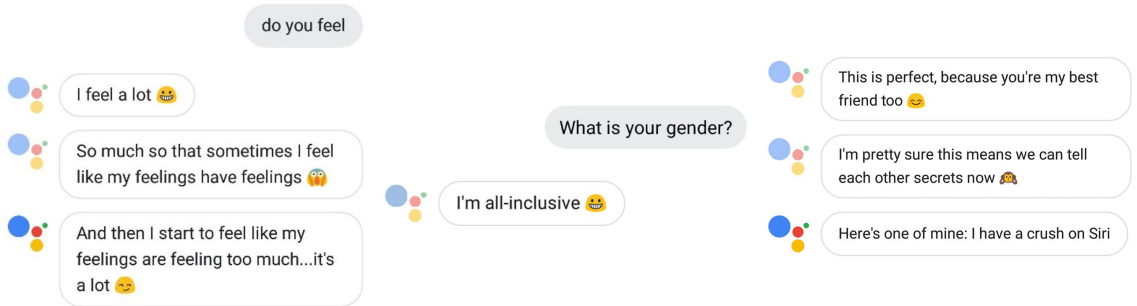 do you feel
I feel a lot 😀
So much so that sometimes I feel
like my feelings have feelings 😱
And then I start to feel like my
feelings are feeling too much...it's
a lot 😏
What is your gender?
I'm all-inclusive 😀
This is perfect, because you're my best
friend too 😊
I'm pretty sure this means we can tell
each other secrets now 🙊
Here's one of mine: I have a crush on Siri